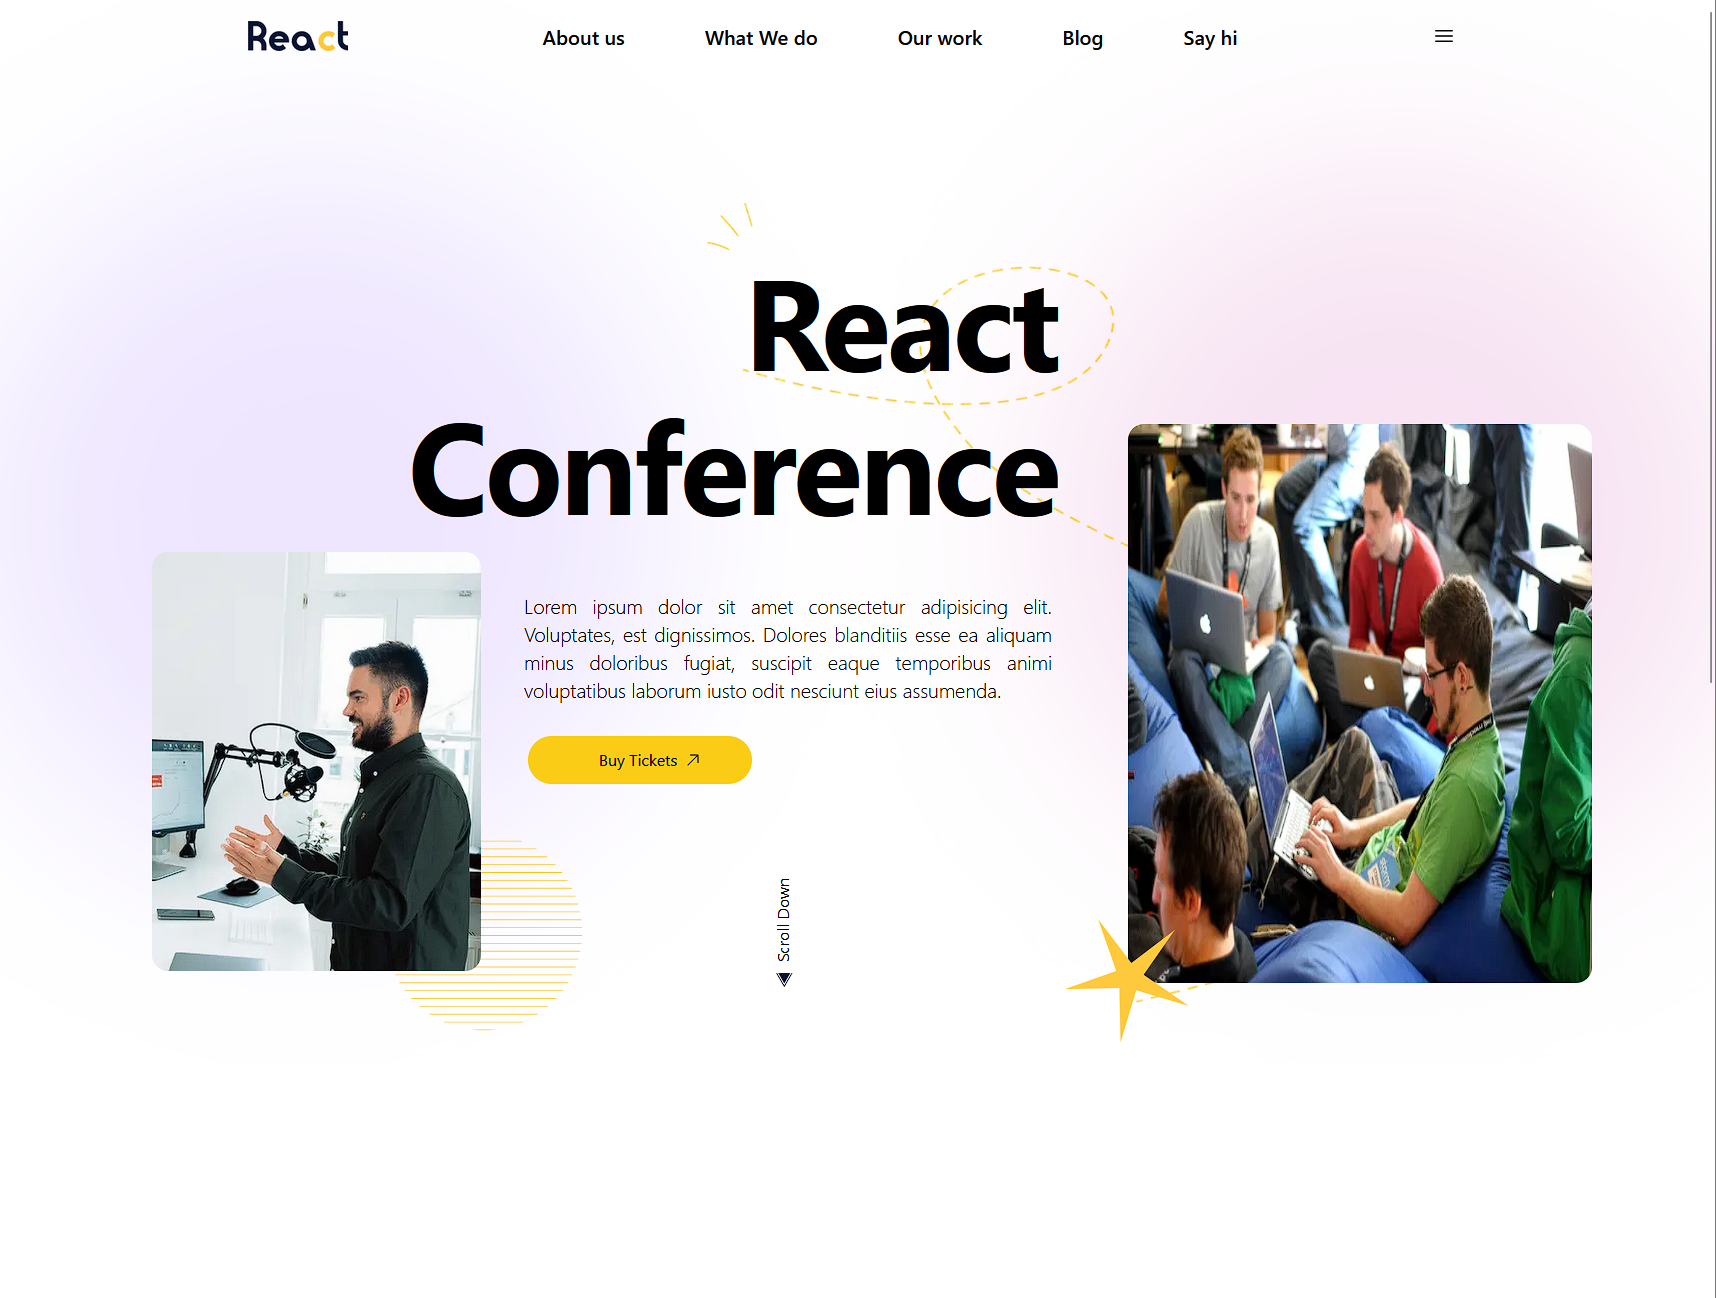 React
About us
What We do
Our work
Blog
Say hi
React
Conference
Lorem ipsum dolor sit amet consectetur adipisicing elit.
Voluptates, est dignissimos. Dolores blanditiis esse ea aliquam
minus doloribus fugiat, suscipit eaque temporibus animi
voluptatibus laborum iusto odit nesciunt eius assumenda.
Buy Tickets
Scroll Down